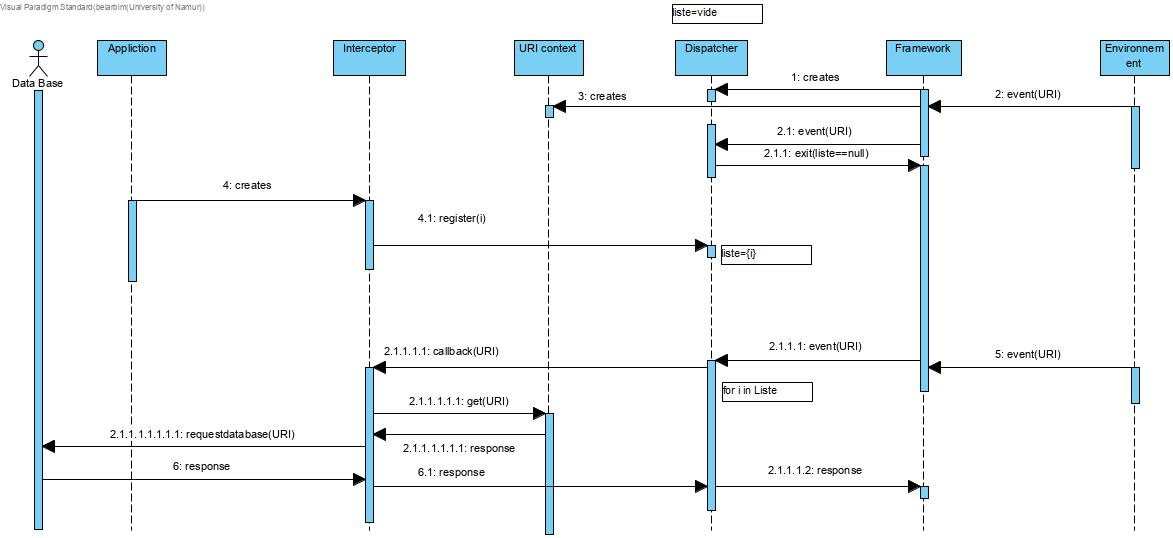 Visual Paradigm Standard(belarbim(University of Namur))
liste=vide
Appliction
Interceptor
URI context
Dispatcher
Framework
Environnem
ent
Data Base
1: creates
3: creates
2: event(URI)
2.1: event(URI)
2.1.1: exit(liste==null)
4: creates
4.1: register(i)
liste={i}
2.1.1.1.1: callback(URI)
2.1.1.1: event(URI)
5: event(URI)
for i in Liste
2.1.1.1.1.1: get(URI)
2.1.1.1.1.1.1.1: requestdatabase(URI)
2.1.1.1.1.1.1: response
6: response
6.1: response
2.1.1.1.2: response